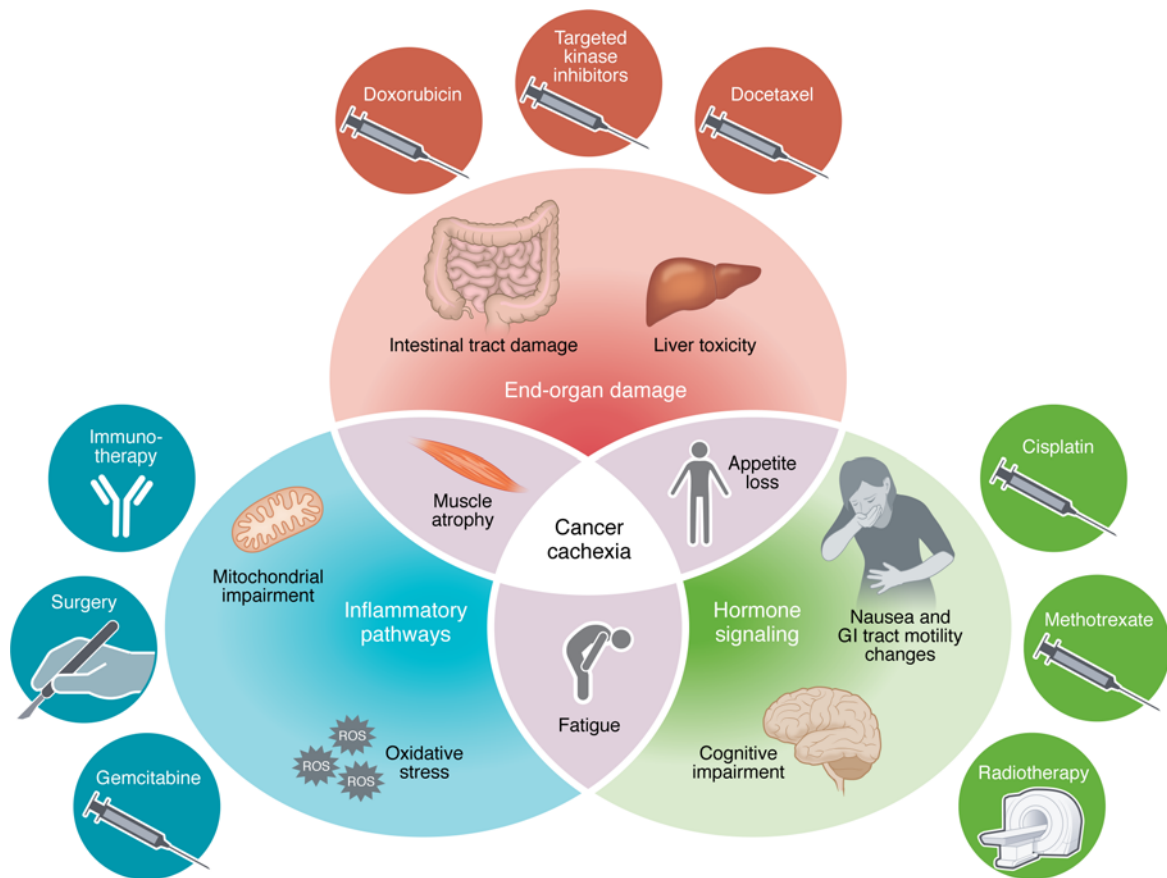 Targeted
kinase
inhibitors
Doxorubicin
Docetaxel
Intestinal tract damage
Liver toxicity
End-organ damage
Immuno-
therapy
Muscle
atrophy
Appetite
loss
Cisplatin
Cancer
cachexia
Mitochondrial
impairment
Surgery
Inflammatory
pathways
Hormone
signaling
Nausea and
GI tract motility
changes
Methotrexate
Fatigue
ROS
ROS
ROS
Oxidative
stress
Cognitive
impairment
Gemcitabine
Radiotherapy